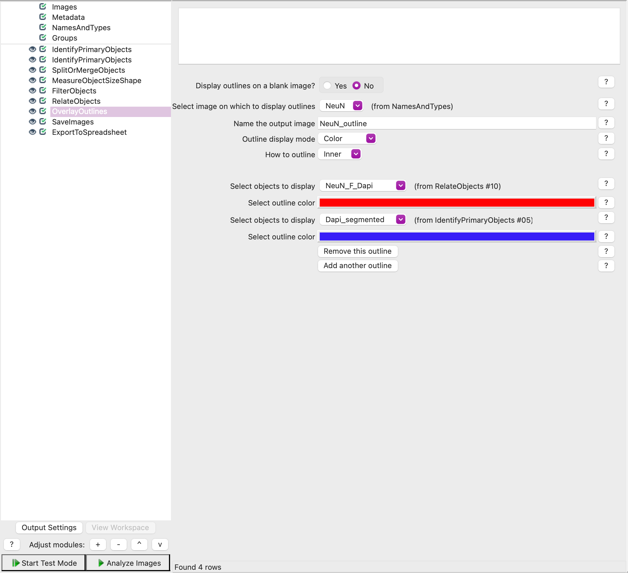 Images
Metadata
NamesAndTypes
Groups
IdentifyPrimaryObjects
IdentifyPrimaryObjects
SplitOrMergeObjects
MeasureObjectSizeShape
FilterObjects
RelateObjects
OverlayOutlines
SaveImages
ExportToSpreadsheet
Display outlines on a blank image? Yes No ?
Select image on which to display outlines NeuN (from NamesAndTypes) ?
Name the output image NeuN_outline ?
Outline display mode Color ?
How to outline Inner ?
Select objects to display NeuN_F_Dapi (from RelateObjects #10) ?
Select outline color ?
Select objects to display Dapi_segmented (from IdentifyPrimaryObjects #05) ?
Select outline color ?
Remove this outline ?
Add another outline ?
Output Settings View Workspace
? Adjust modules: + - ^ v
Start Test Mode Analyze Images Found 4 rows